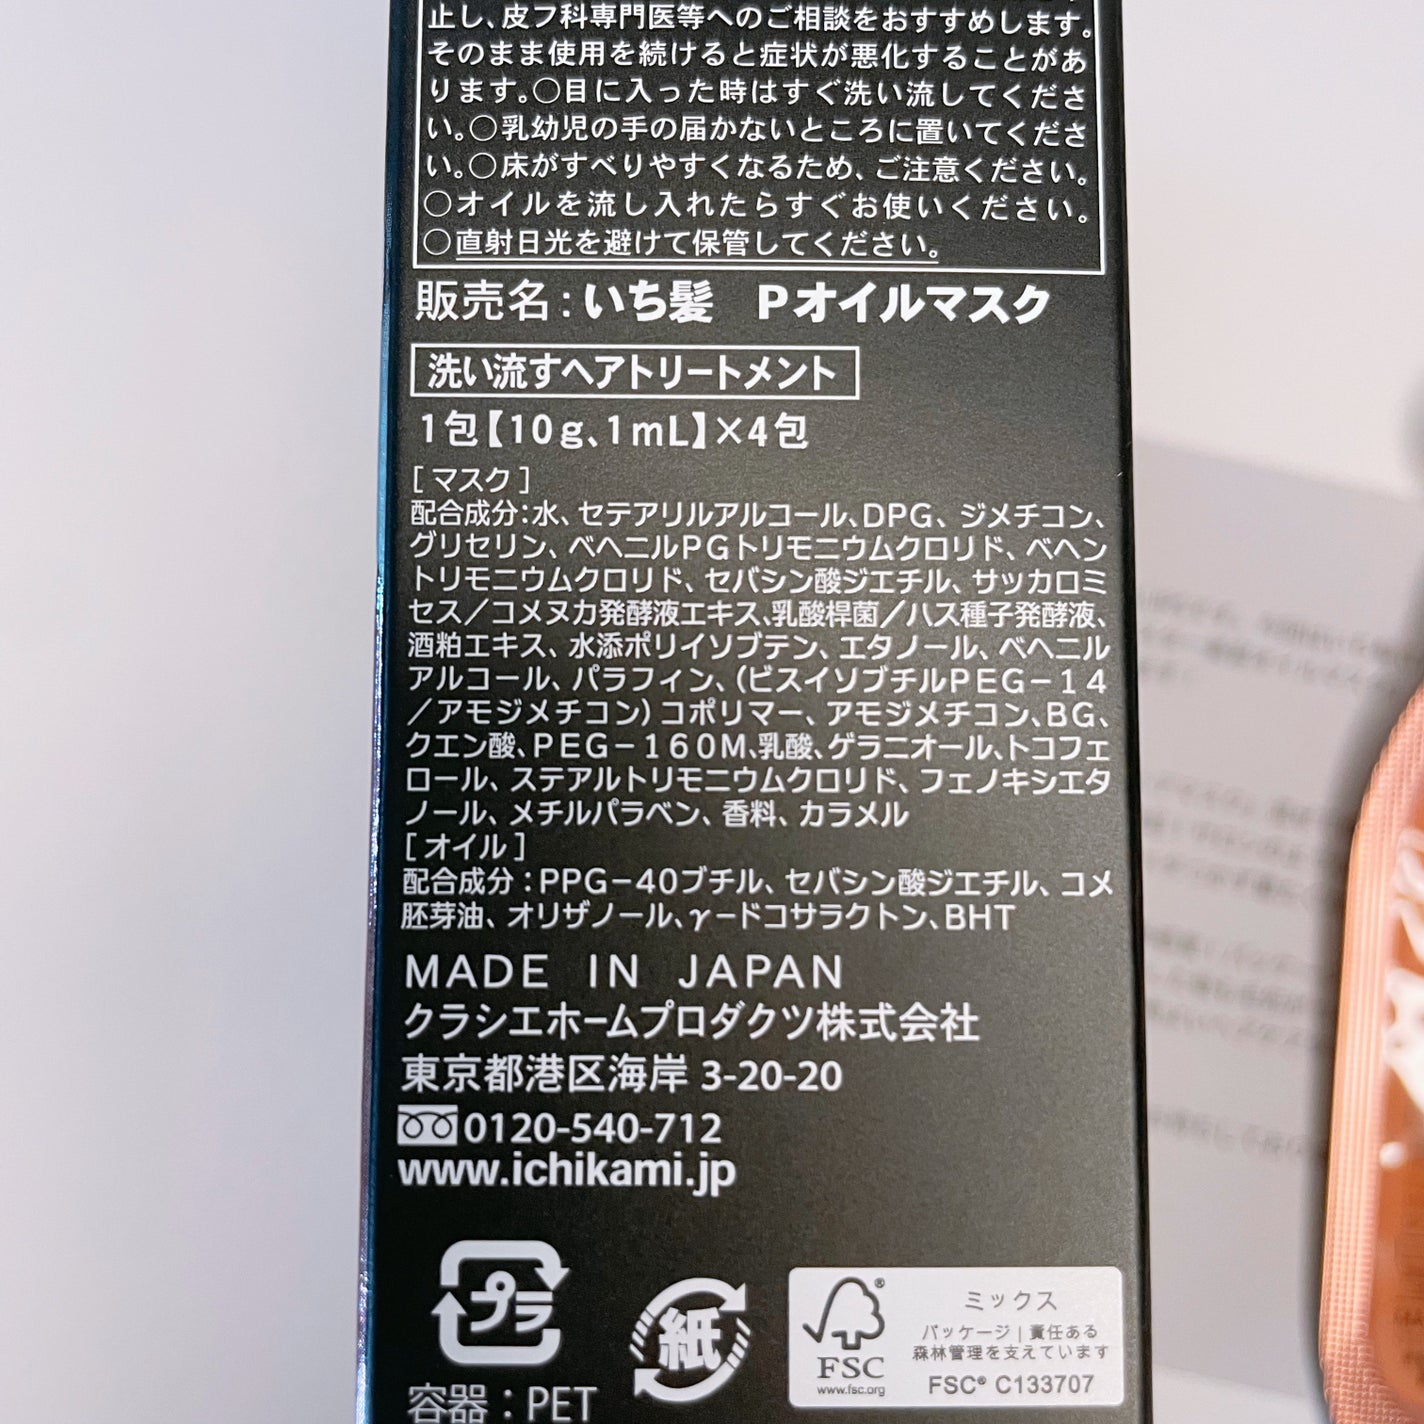 止し、皮フ科専門医等へのご相談をおすすめします。
そのまま使用を続けると症状が悪化することがあ
ります。○目に入った時はすぐ洗い流してくださ
い。○乳幼児の手の届かないところに置いてくださ
い。○床がすべりやすくなるため、ご注意ください。
○オイルを流し入れたらすぐお使いください。
○直射日光を避けて保管してください。
販売名：いち髪　Pオイルマスク
洗い流すヘアトリートメント
1包【10g、1mL】×4包
［マスク］
配合成分：水、セテアリルアルコール、DPG、ジメチコン、
グリセリン、ベヘニルPGトリモニウムクロリド、ベヘン
トリモニウムクロリド、セバシン酸ジエチル、サッカロミ
セス／コメヌカ発酵液エキス、乳酸桿菌／ハス種子発酵液、
酒粕エキス、水添ポリイソブテン、エタノール、ベヘニル
アルコール、パラフィン、（ビスイソブチルPEG－14
／アモジメチコン）コポリマー、アモジメチコン、BG、
クエン酸、PEG－160M、乳酸、ゲラニオール、トコフェ
ロール、ステアルトリモニウムクロリド、フェノキシエタ
ノール、メチルパラベン、香料、カラメル
［オイル］
配合成分：PPG－40ブチル、セバシン酸ジエチル、コメ
胚芽油、オリザノール、γ－ドコサラクトン、BHT
MADE IN JAPAN
クラシエホームプロダクツ株式会社
東京都港区海岸 3-20-20
0120-540-712
www.ichikami.jp
プラ
紙
容器：PET
FSC®
www.fsc.org
ミックス
パッケージ｜責任ある
森林管理を支えています
FSC® C133707